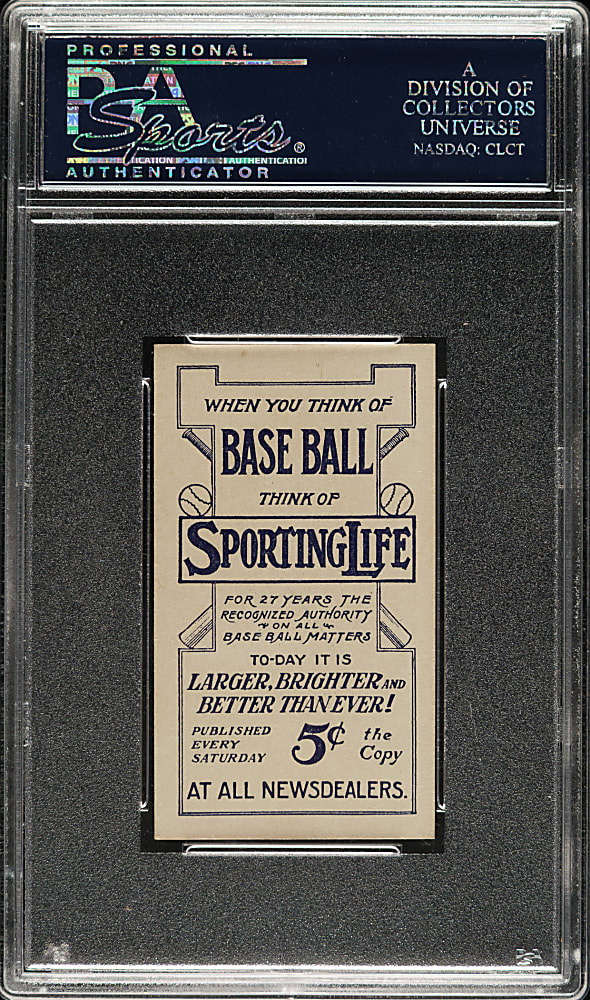 PROFESSIONAL
PSA
Sports®
AUTHENTICATOR
A
DIVISION OF
COLLECTORS
UNIVERSE
NASDAQ: CLCT
WHEN YOU THINK OF
BASE BALL
THINK OF
SPORTING LIFE
FOR 27 YEARS THE
RECOGNIZED AUTHORITY
ON ALL
BASE BALL MATTERS
TO-DAY IT IS
LARGER, BRIGHTER AND
BETTER THAN EVER!
PUBLISHED
EVERY
SATURDAY
5¢
the
Copy
AT ALL NEWSDEALERS.